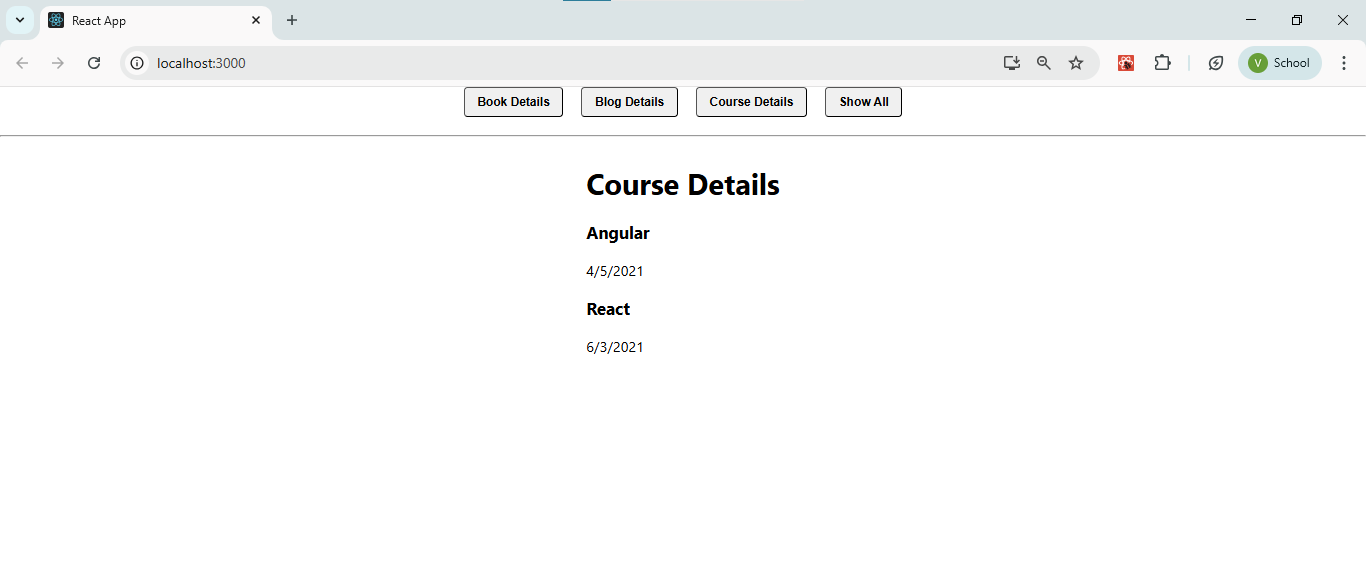 React App
localhost:3000
V School
Book Details Blog Details Course Details Show All
Course Details
Angular
4/5/2021
React
6/3/2021